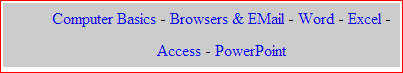 Computer Basics - Browsers & EMail - Word - Excel -
Access - PowerPoint